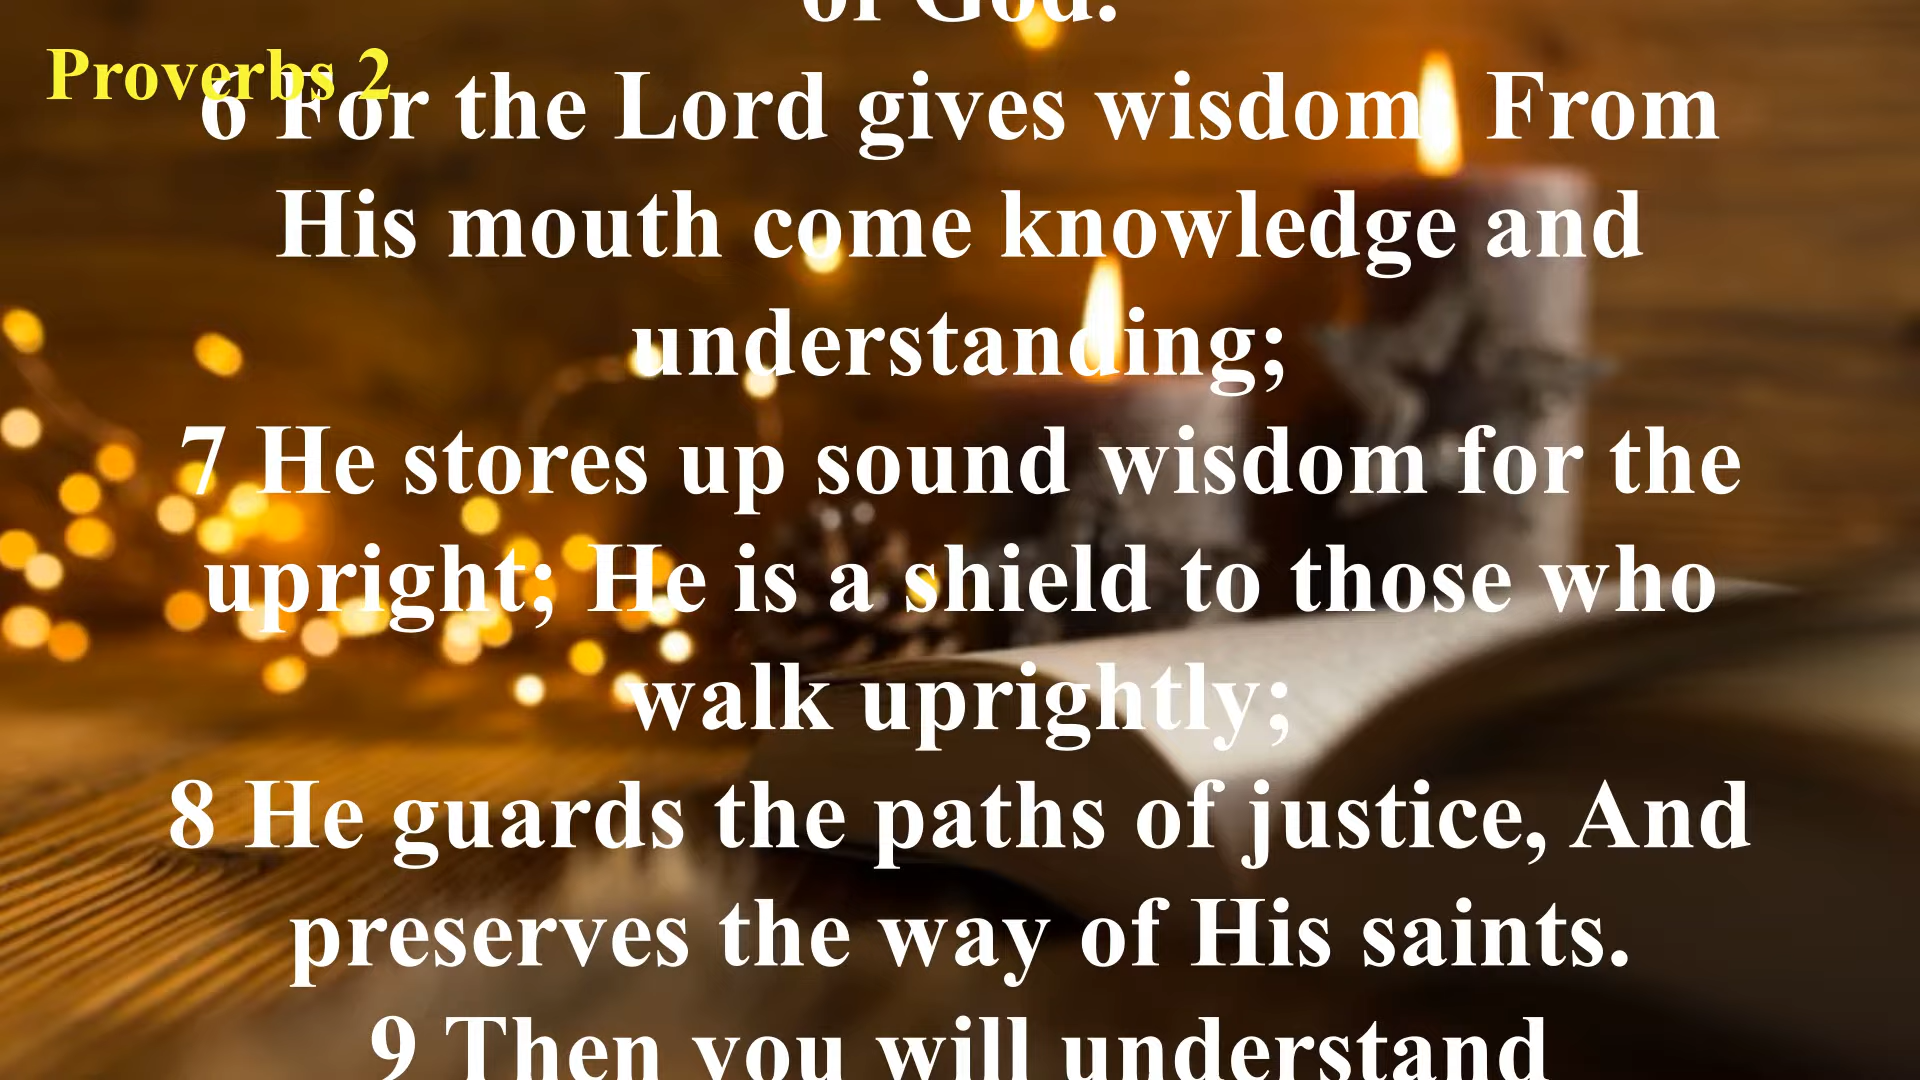 of God.
Proverbs 2
6 For the Lord gives wisdom; From
His mouth come knowledge and
understanding;
7 He stores up sound wisdom for the
upright; He is a shield to those who
walk uprightly;
8 He guards the paths of justice, And
preserves the way of His saints.
9 Then you will understand